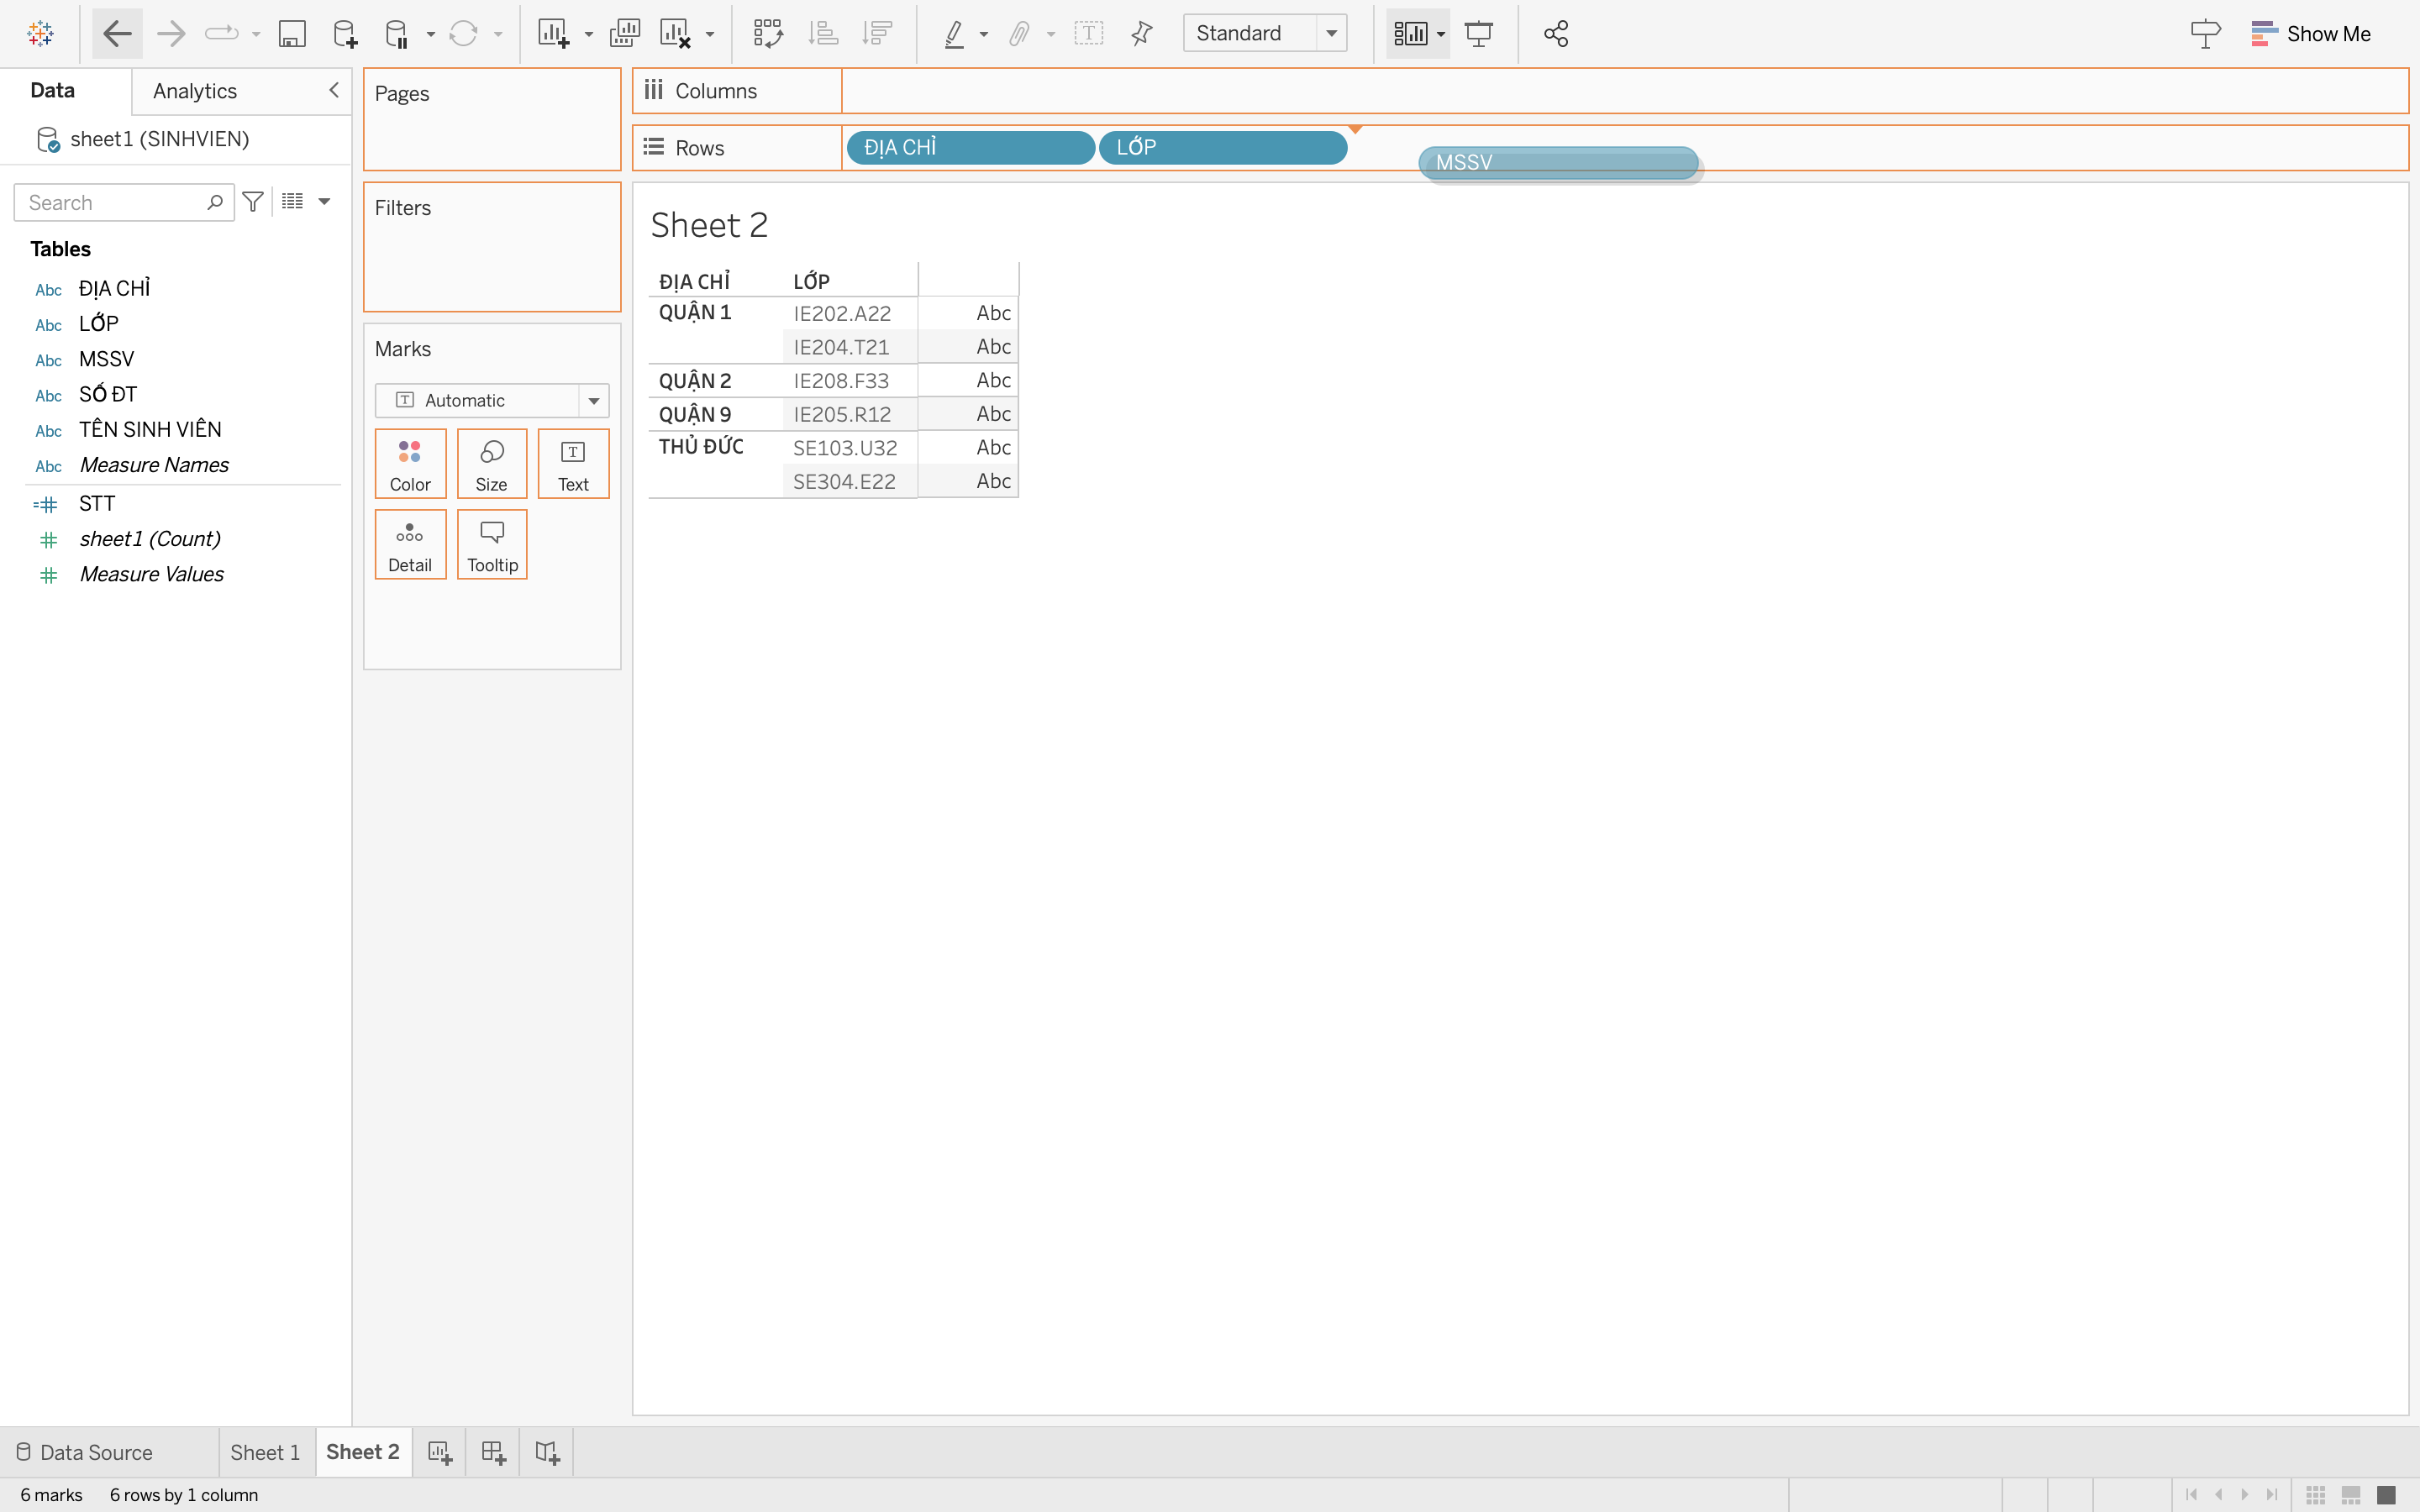 Standard
Show Me
Data
Analytics
sheet1 (SINHVIEN)
Search
Tables
Abc ĐỊA CHỈ
Abc LỚP
Abc MSSV
Abc SỐ ĐT
Abc TÊN SINH VIÊN
Abc Measure Names
STT
sheet1 (Count)
Measure Values
Pages
Filters
Marks
Automatic
Color Size Text
Detail Tooltip
Columns
Rows ĐỊA CHỈ LỚP MSSV
Sheet 2
ĐỊA CHỈ LỚP
QUẬN 1 IE202.A22 Abc
IE204.T21 Abc
QUẬN 2 IE208.F33 Abc
QUẬN 9 IE205.R12 Abc
THỦ ĐỨC SE103.U32 Abc
SE304.E22 Abc
Data Source Sheet 1 Sheet 2
6 marks 6 rows by 1 column